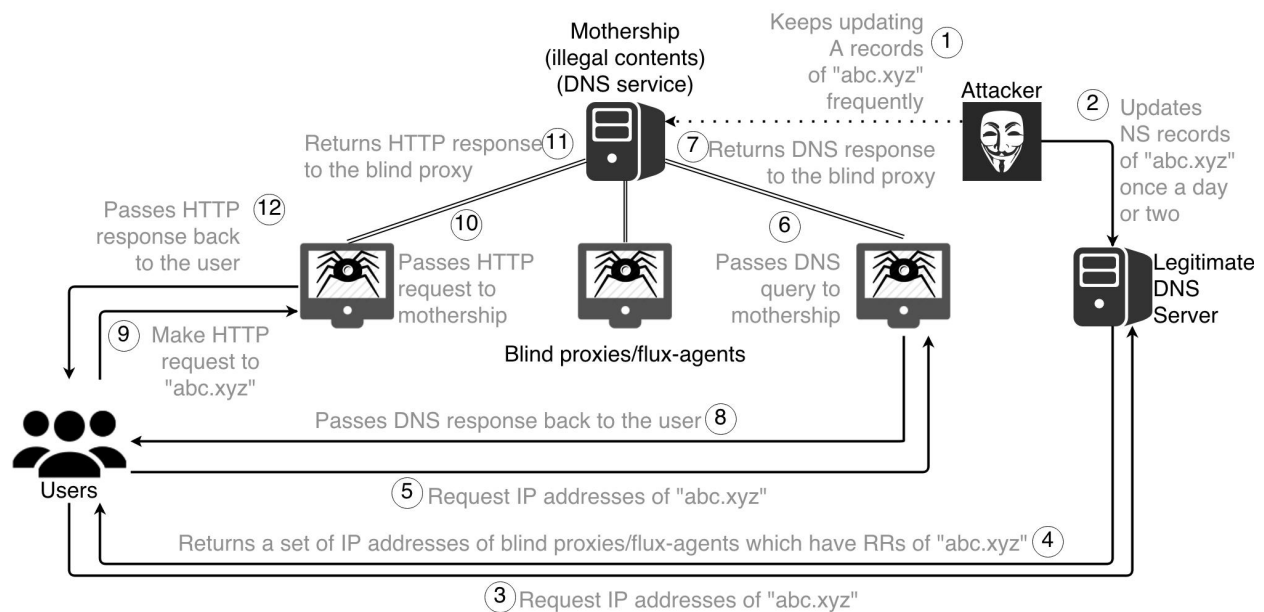 Mothership
(illegal contents)
(DNS service)
Keeps updating
A records
of "abc.xyz"
frequently
1
Attacker
2
Updates
NS records
of "abc.xyz"
once a day
or two
Returns HTTP response
to the blind proxy
11
7
Returns DNS response
to the blind proxy
Passes HTTP
response back
to the user
12
10
Passes HTTP
request to
mothership
6
Passes DNS
query to
mothership
Legitimate
DNS
Server
9
Make HTTP
request to
"abc.xyz"
Blind proxies/flux-agents
Passes DNS response back to the user
8
Users
5
Request IP addresses of "abc.xyz"
Returns a set of IP addresses of blind proxies/flux-agents which have RRs of "abc.xyz"
4
3
Request IP addresses of "abc.xyz"